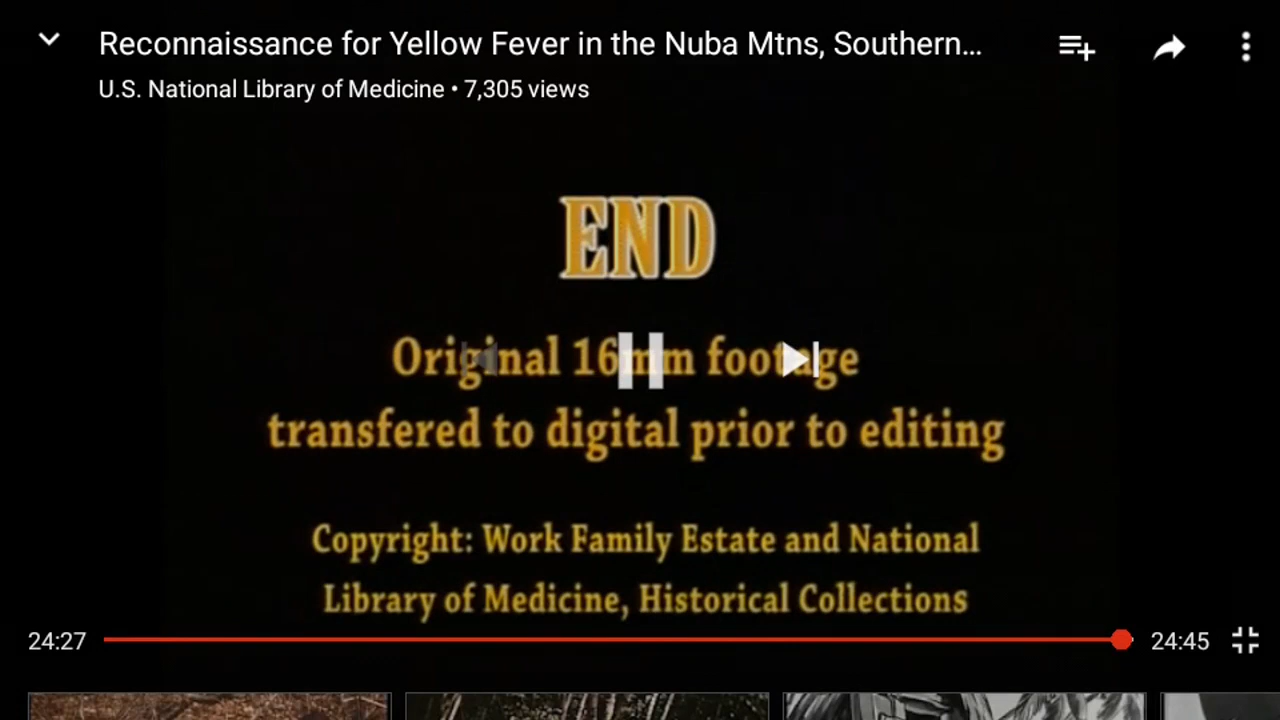 Reconnaissance for Yellow Fever in the Nuba Mtns, Southern...
U.S. National Library of Medicine • 7,305 views
END
Original 16mm footage
transfered to digital prior to editing
Copyright: Work Family Estate and National
Library of Medicine, Historical Collections
24:27
24:45